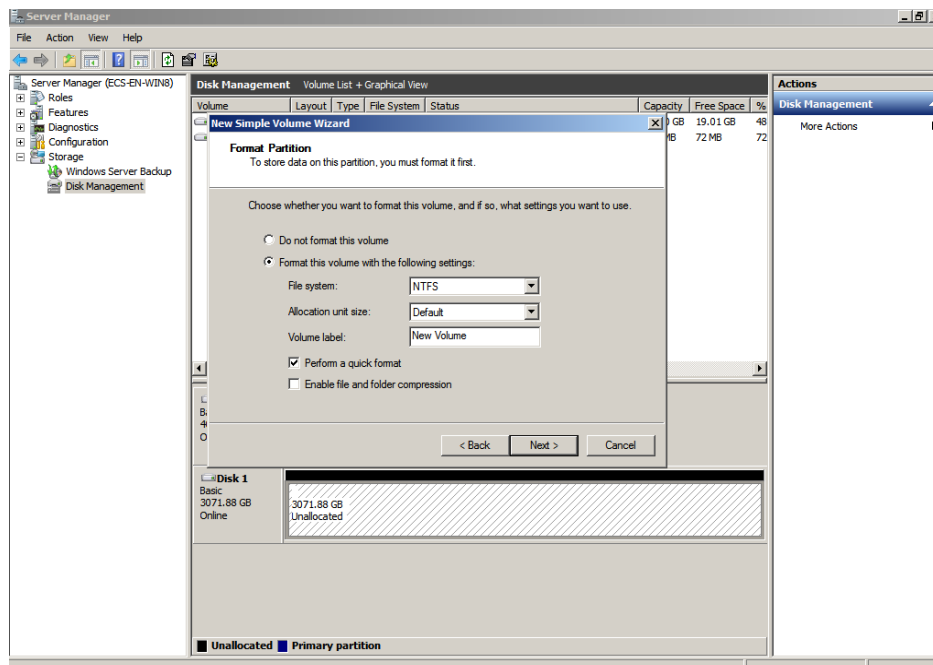 Server Manager
File Action View Help
Server Manager (ECS-EN-WIN8)
Roles
Features
Diagnostics
Configuration
Storage
Windows Server Backup
Disk Management
Disk Management Volume List + Graphical View
Volume Layout Type File System Status Capacity Free Space %
GB 19.01 GB 48
MB 72 MB 72
New Simple Volume Wizard
Format Partition
To store data on this partition, you must format it first.
Choose whether you want to format this volume, and if so, what settings you want to use.
Do not format this volume
Format this volume with the following settings:
File system: NTFS
Allocation unit size: Default
Volume label: New Volume
Perform a quick format
Enable file and folder compression
< Back Next > Cancel
Disk 1
Basic
3071.88 GB
Online
3071.88 GB
Unallocated
Unallocated Primary partition
Actions
Disk Management
More Actions